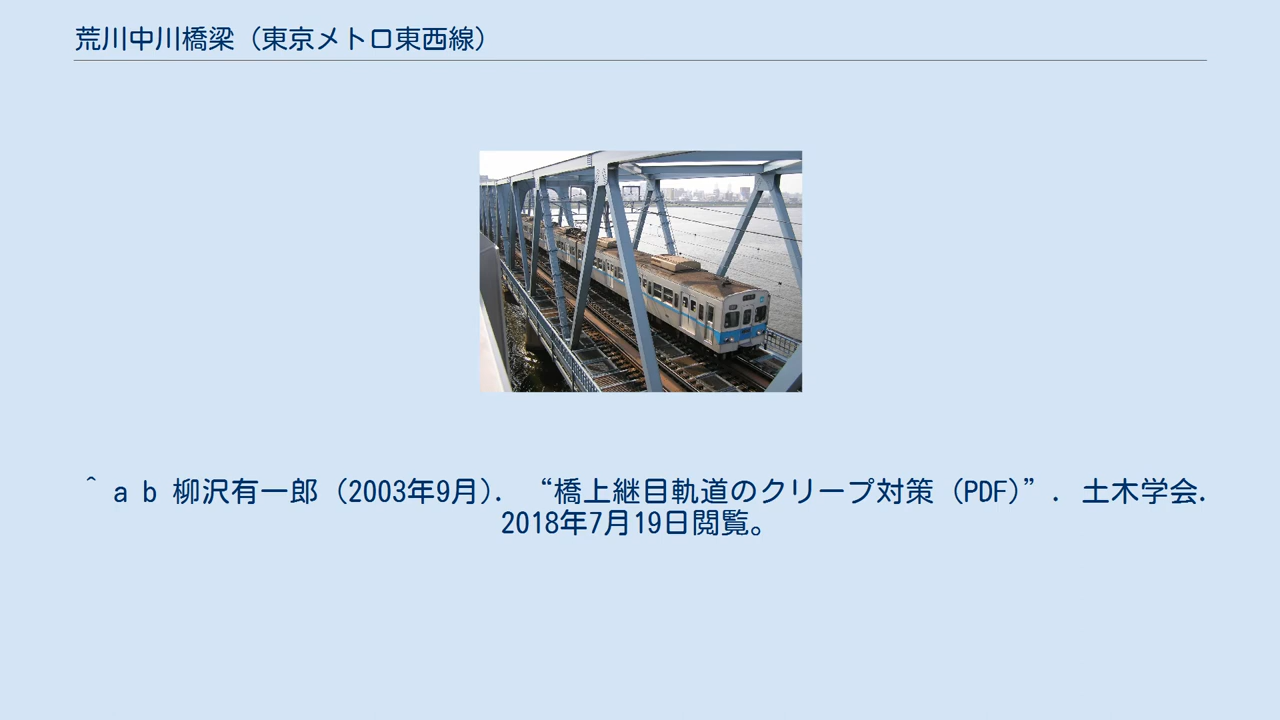 荒川中川橋梁（東京メトロ東西線）
^ a b 柳沢有一郎（2003年9月）. “橋上継目軌道のクリープ対策（PDF）”. 土木学会.
2018年7月19日閲覧。